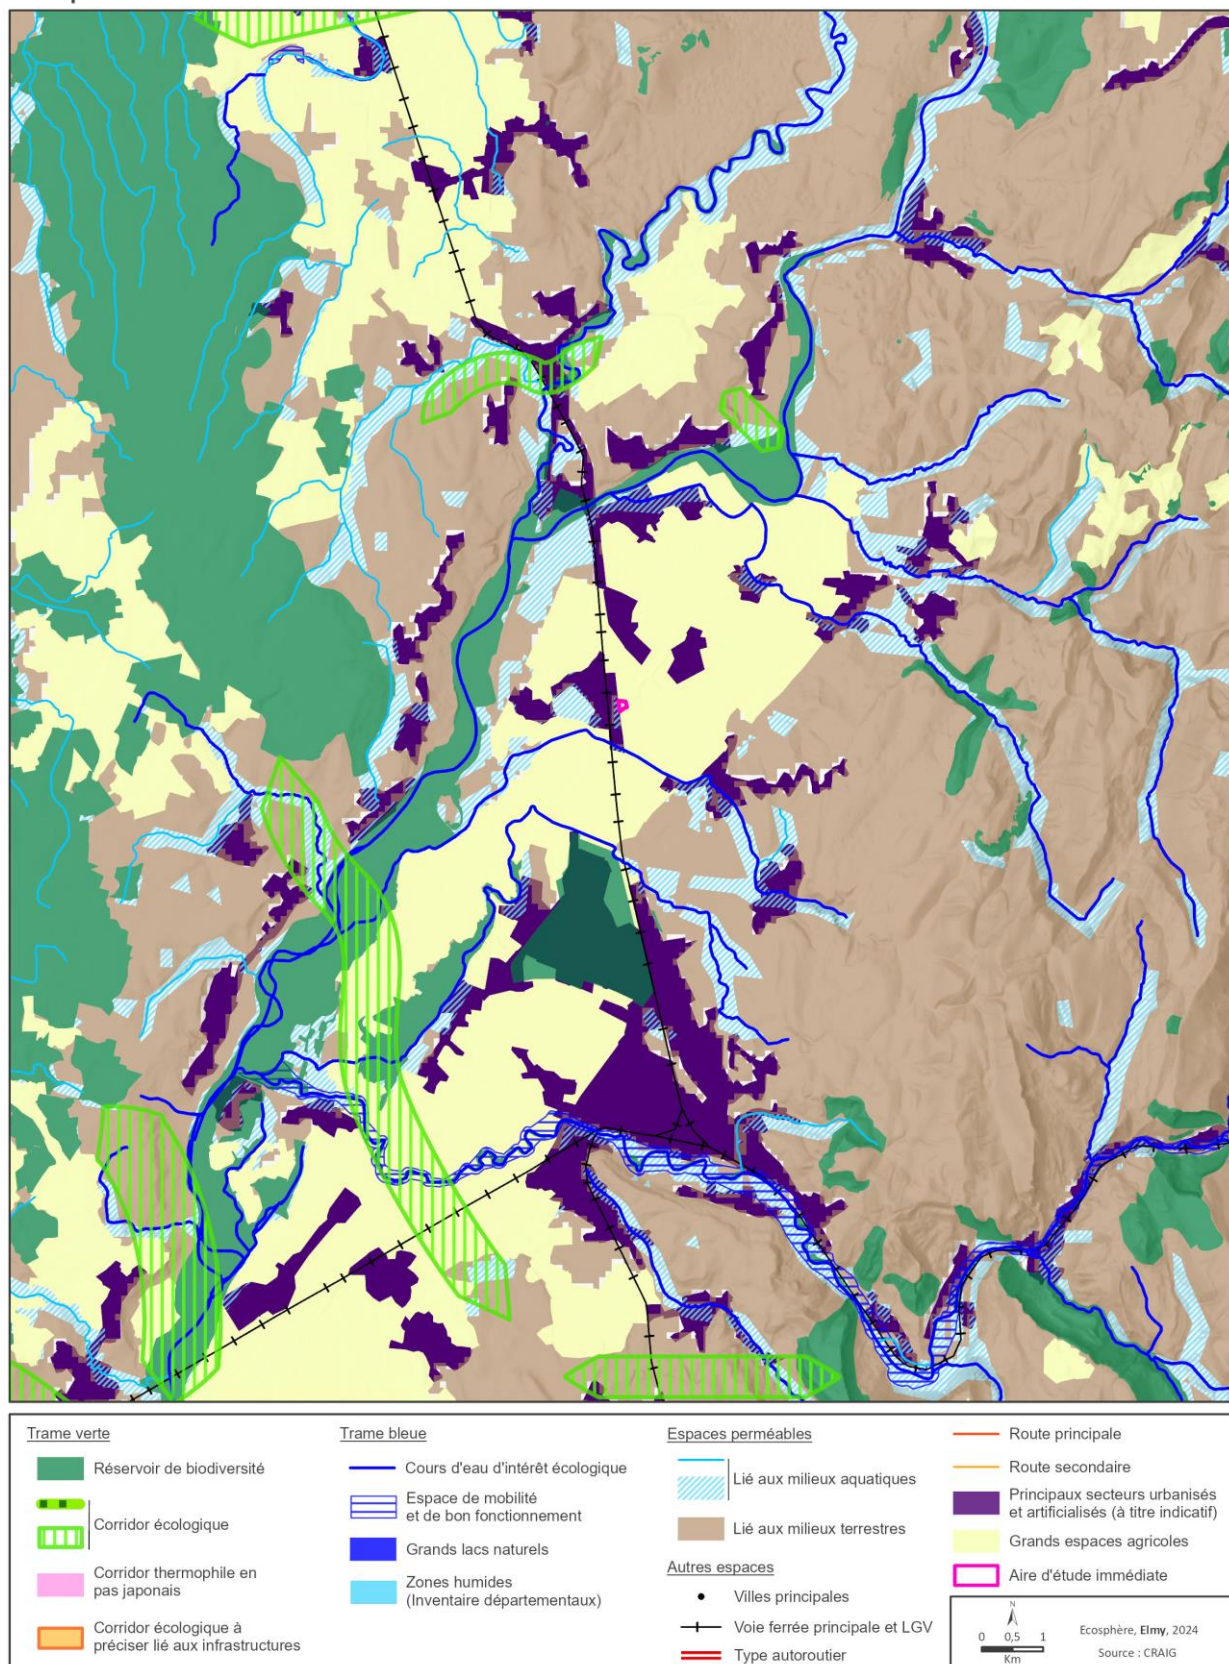 Trame verte
Réservoir de biodiversité
Corridor écologique
Corridor thermophile en
pas japonais
Corridor écologique à
préciser lié aux infrastructures
Trame bleue
Cours d'eau d'intérêt écologique
Espace de mobilité
et de bon fonctionnement
Grands lacs naturels
Zones humides
(Inventaire départementaux)
Espaces perméables
Lié aux milieux aquatiques
Lié aux milieux terrestres
Autres espaces
Villes principales
Voie ferrée principale et LGV
Type autoroutier
Route principale
Route secondaire
Principaux secteurs urbanisés
et artificialisés (à titre indicatif)
Grands espaces agricoles
Aire d'étude immédiate
N
0 0,5 1
Km
Ecosphère, Elmy, 2024
Source : CRAIG